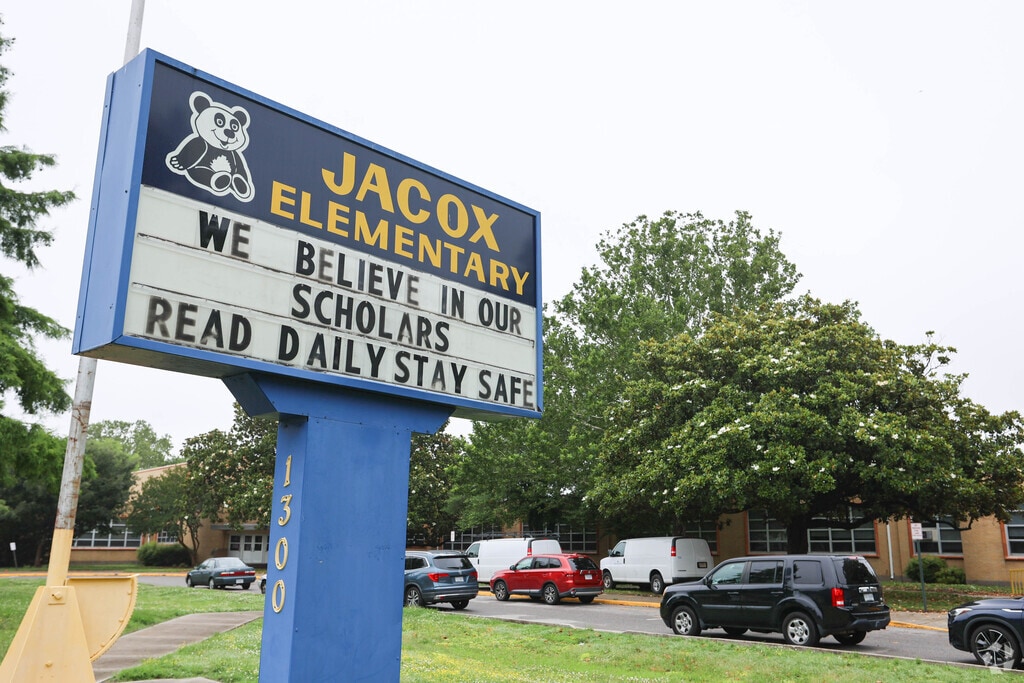 JACOX
ELEMENTARY
WE BELIEVE IN OUR
SCHOLARS
READ DAILY STAY SAFE
1300